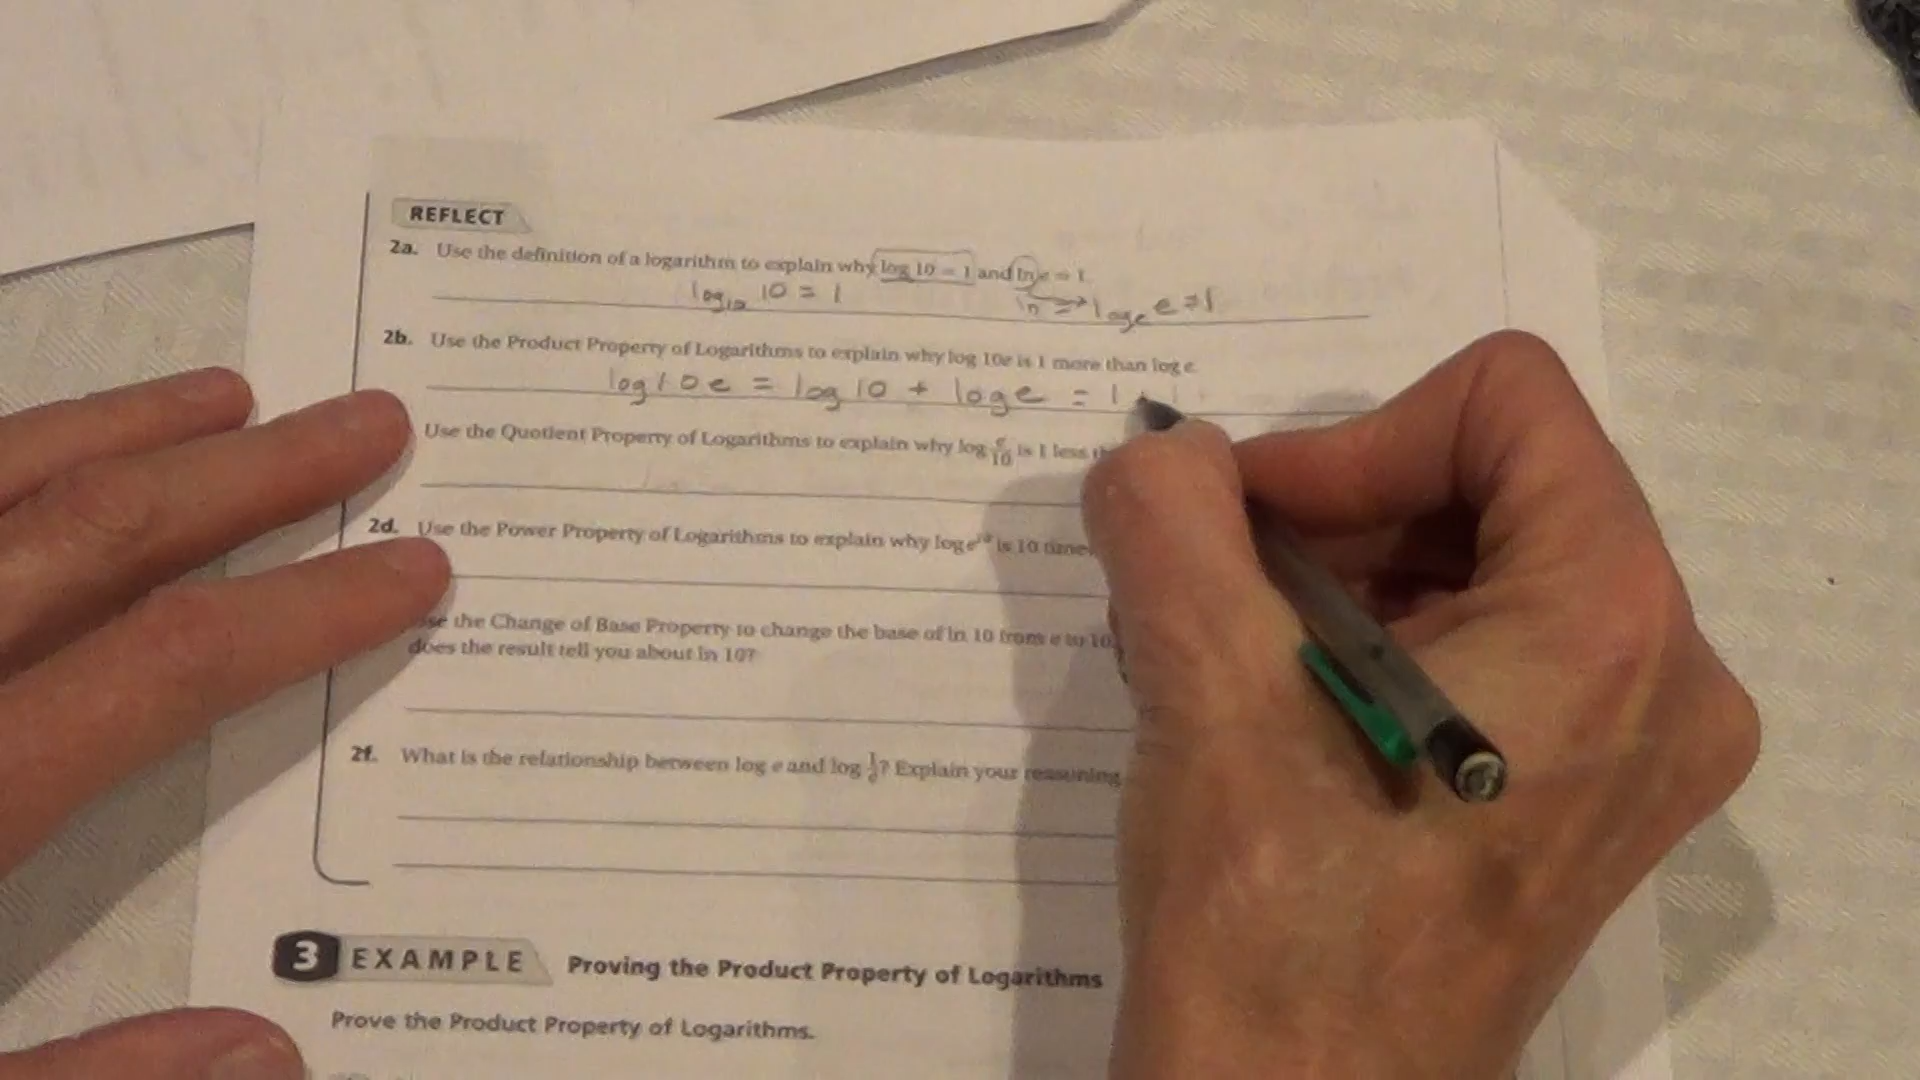 REFLECT
2a. Use the definition of a logarithm to explain why log 10 = 1 and ln e = 1.
log₁₀ 10 = 1 ln ⇒ logₑ e = 1
2b. Use the Product Property of Logarithms to explain why log 10e is 1 more than log e.
log 10e = log 10 + log e = 1 +
Use the Quotient Property of Logarithms to explain why log e/10 is 1 less
2d. Use the Power Property of Logarithms to explain why log e¹⁰ is 10
the Change of Base Property to change the base of ln 10 from e to 10.
does the result tell you about ln 10?
2f. What is the relationship between log e and log 1/e? Explain your reasoning
3 EXAMPLE Proving the Product Property of Logarithms
Prove the Product Property of Logarithms.